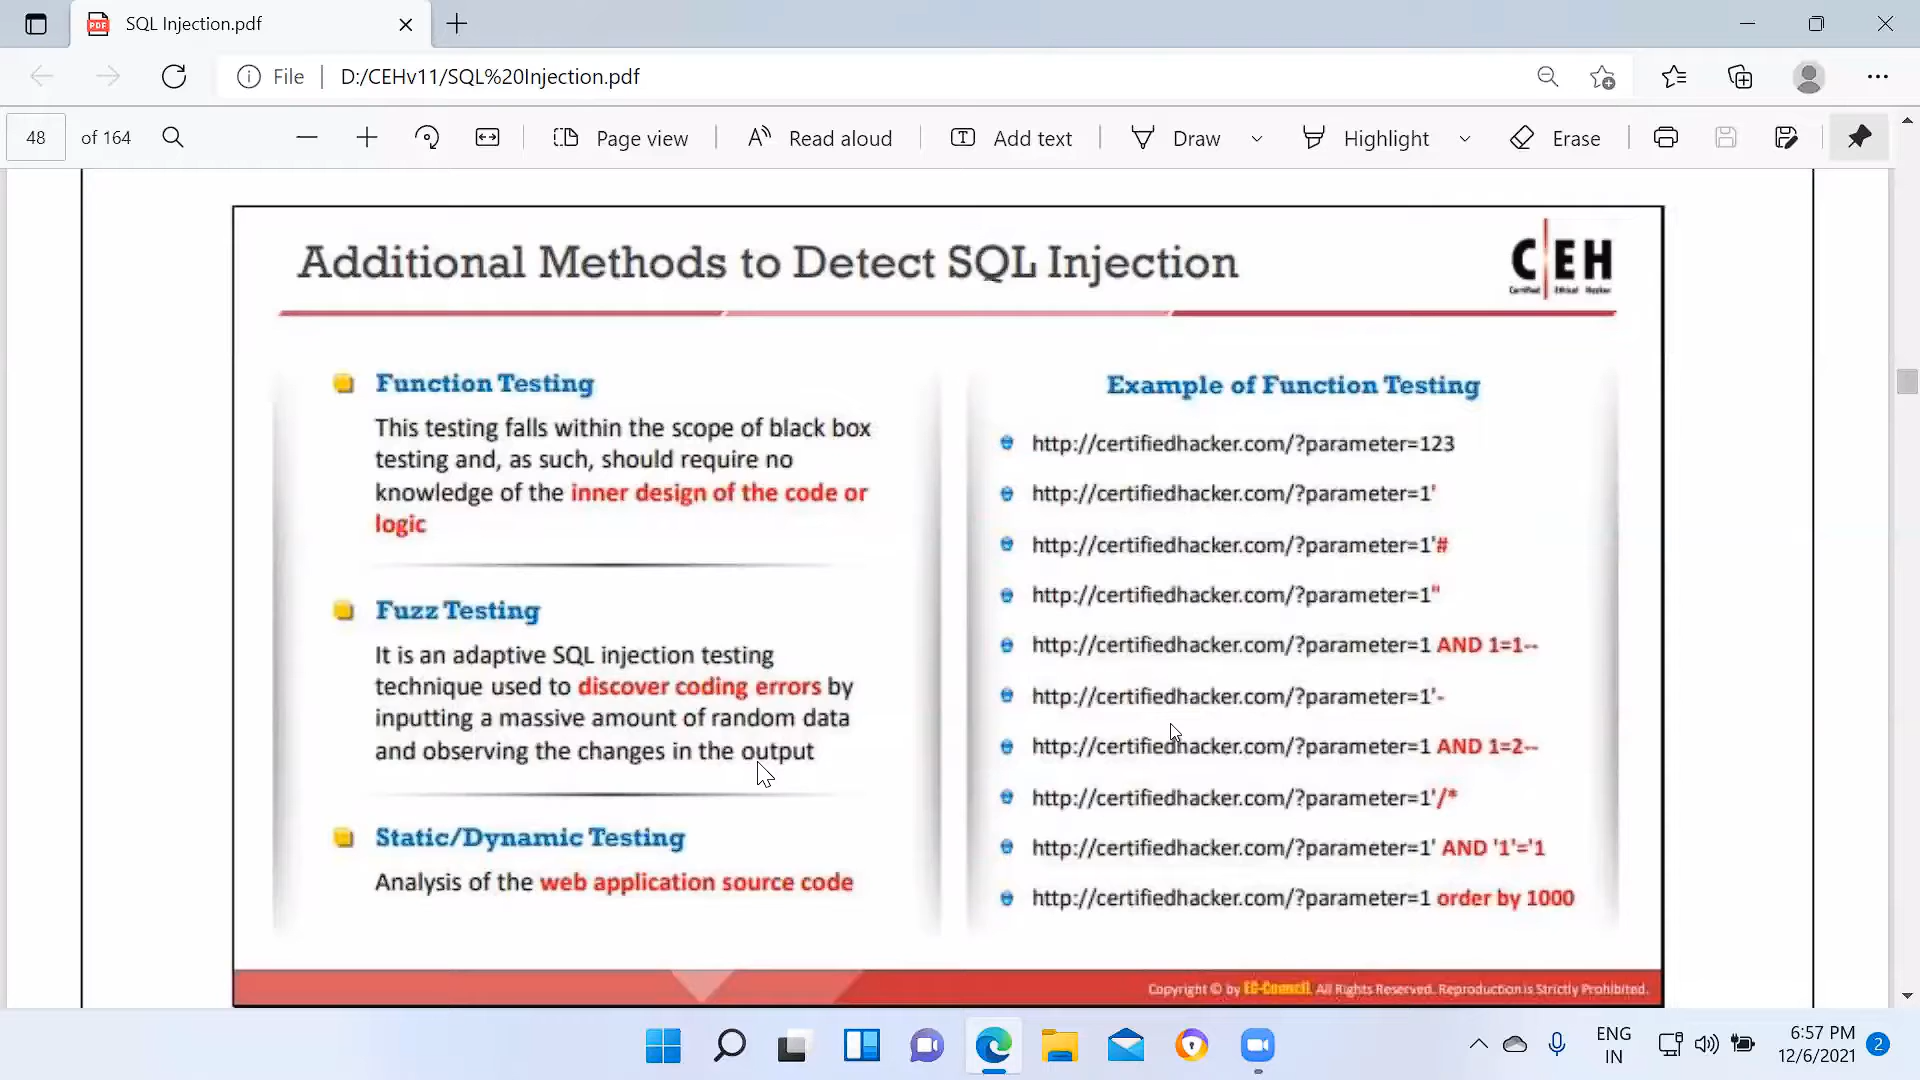 SQL Injection.pdf
File
D:/CEHv11/SQL%20Injection.pdf
48 of 164
Page view
Read aloud
Add text
Draw
Highlight
Erase
Additional Methods to Detect SQL Injection
CEH
Certified Ethical Hacker
Function Testing
This testing falls within the scope of black box
testing and, as such, should require no
knowledge of the inner design of the code or
logic
Fuzz Testing
It is an adaptive SQL injection testing
technique used to discover coding errors by
inputting a massive amount of random data
and observing the changes in the output
Static/Dynamic Testing
Analysis of the web application source code
Example of Function Testing
http://certifiedhacker.com/?parameter=123
http://certifiedhacker.com/?parameter=1'
http://certifiedhacker.com/?parameter=1'#
http://certifiedhacker.com/?parameter=1"
http://certifiedhacker.com/?parameter=1 AND 1=1--
http://certifiedhacker.com/?parameter=1'-
http://certifiedhacker.com/?parameter=1 AND 1=2--
http://certifiedhacker.com/?parameter=1'/*
http://certifiedhacker.com/?parameter=1' AND '1'='1
http://certifiedhacker.com/?parameter=1 order by 1000
Copyright © by EC-Council. All Rights Reserved. Reproduction is Strictly Prohibited.
ENG
IN
6:57 PM
12/6/2021
2